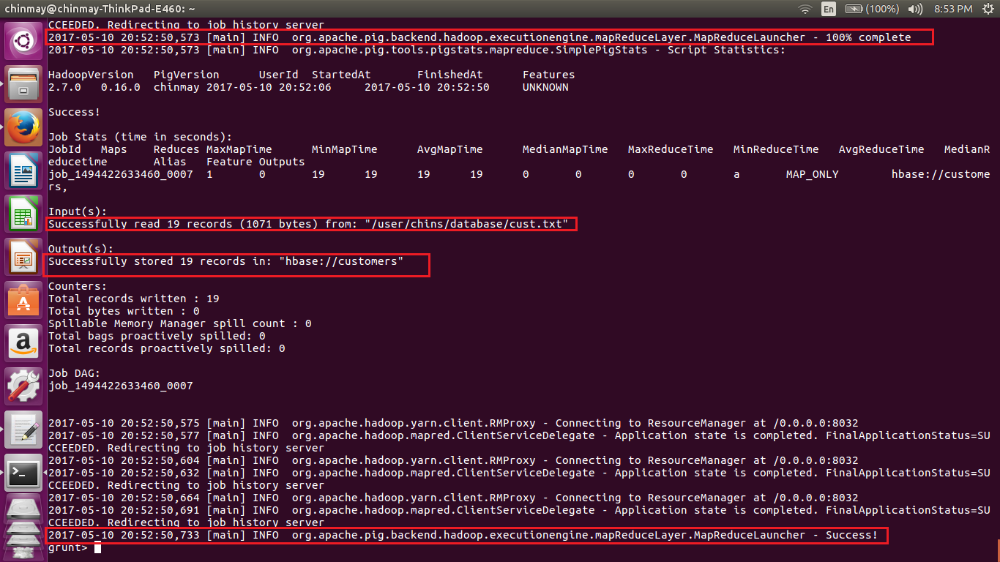 chinmay@chinmay-ThinkPad-E460: ~
En (100%) 8:53 PM
CCEEDED. Redirecting to job history server
2017-05-10 20:52:50,573 [main] INFO  org.apache.pig.backend.hadoop.executionengine.mapReduceLayer.MapReduceLauncher - 100% complete
2017-05-10 20:52:50,573 [main] INFO  org.apache.pig.tools.pigstats.mapreduce.SimplePigStats - Script Statistics:
HadoopVersion PigVersion UserId StartedAt FinishedAt Features
2.7.0 0.16.0 chinmay 2017-05-10 20:52:06 2017-05-10 20:52:50 UNKNOWN
Success!
Job Stats (time in seconds):
JobId Maps Reduces MaxMapTime MinMapTime AvgMapTime MedianMapTime MaxReduceTime MinReduceTime AvgReduceTime MedianR
educetime Alias Feature Outputs
job_1494422633460_0007 1 0 19 19 19 19 0 0 0 0 a MAP_ONLY hbase://custome
rs,
Input(s):
Successfully read 19 records (1071 bytes) from: "/user/chins/database/cust.txt"
Output(s):
Successfully stored 19 records in: "hbase://customers"
Counters:
Total records written : 19
Total bytes written : 0
Spillable Memory Manager spill count : 0
Total bags proactively spilled: 0
Total records proactively spilled: 0
Job DAG:
job_1494422633460_0007
2017-05-10 20:52:50,575 [main] INFO  org.apache.hadoop.yarn.client.RMProxy - Connecting to ResourceManager at /0.0.0.0:8032
2017-05-10 20:52:50,577 [main] INFO  org.apache.hadoop.mapred.ClientServiceDelegate - Application state is completed. FinalApplicationStatus=SU
CCEEDED. Redirecting to job history server
2017-05-10 20:52:50,604 [main] INFO  org.apache.hadoop.yarn.client.RMProxy - Connecting to ResourceManager at /0.0.0.0:8032
2017-05-10 20:52:50,632 [main] INFO  org.apache.hadoop.mapred.ClientServiceDelegate - Application state is completed. FinalApplicationStatus=SU
CCEEDED. Redirecting to job history server
2017-05-10 20:52:50,664 [main] INFO  org.apache.hadoop.yarn.client.RMProxy - Connecting to ResourceManager at /0.0.0.0:8032
2017-05-10 20:52:50,691 [main] INFO  org.apache.hadoop.mapred.ClientServiceDelegate - Application state is completed. FinalApplicationStatus=SU
CCEEDED. Redirecting to job history server
2017-05-10 20:52:50,733 [main] INFO  org.apache.pig.backend.hadoop.executionengine.mapReduceLayer.MapReduceLauncher - Success!
grunt>